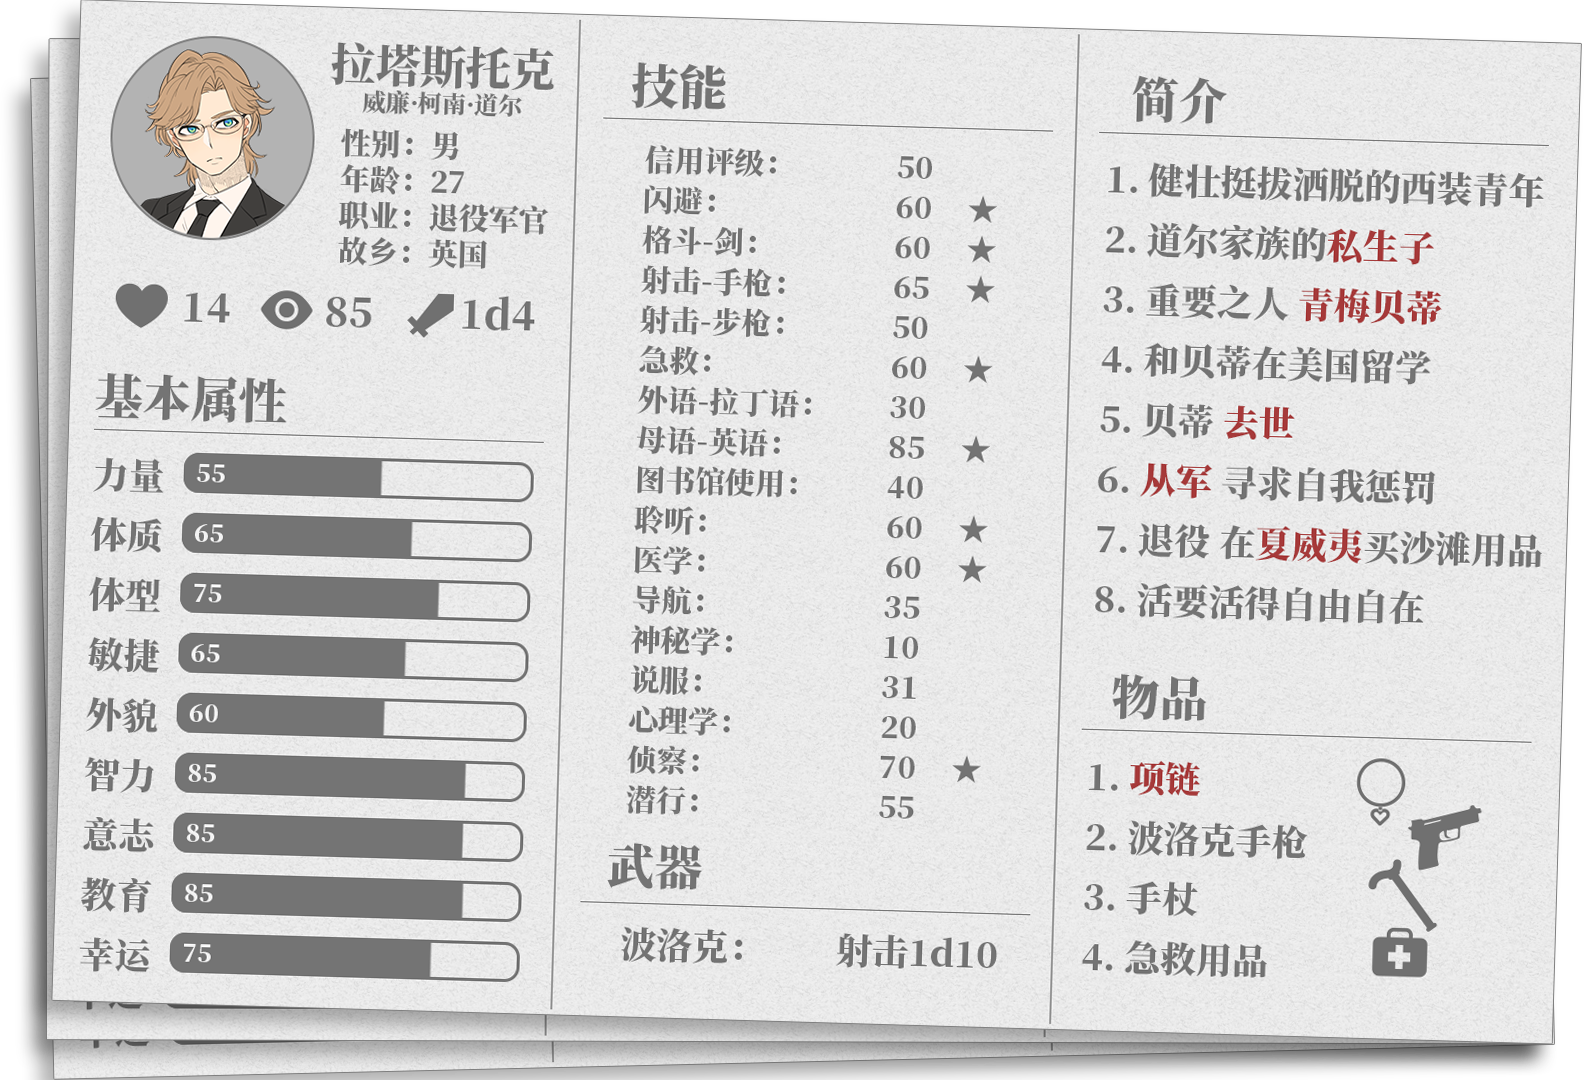 拉塔斯托克
威廉·柯南·道尔
性别：男
年龄：27
职业：退役军官
故乡：英国
14 85 1d4
基本属性
力量 55
体质 65
体型 75
敏捷 65
外貌 60
智力 85
意志 85
教育 85
幸运 75
技能
信用评级： 50
闪避： 60 ★
格斗-剑： 60 ★
射击-手枪： 65 ★
射击-步枪： 50
急救： 60 ★
外语-拉丁语： 30
母语-英语： 85 ★
图书馆使用： 40
聆听： 60 ★
医学： 60 ★
导航： 35
神秘学： 10
说服： 31
心理学： 20
侦察： 70 ★
潜行： 55
武器
波洛克： 射击1d10
简介
1. 健壮挺拔洒脱的西装青年
2. 道尔家族的私生子
3. 重要之人 青梅贝蒂
4. 和贝蒂在美国留学
5. 贝蒂 去世
6. 从军 寻求自我惩罚
7. 退役 在夏威夷买沙滩用品
8. 活要活得自由自在
物品
1. 项链
2. 波洛克手枪
3. 手杖
4. 急救用品